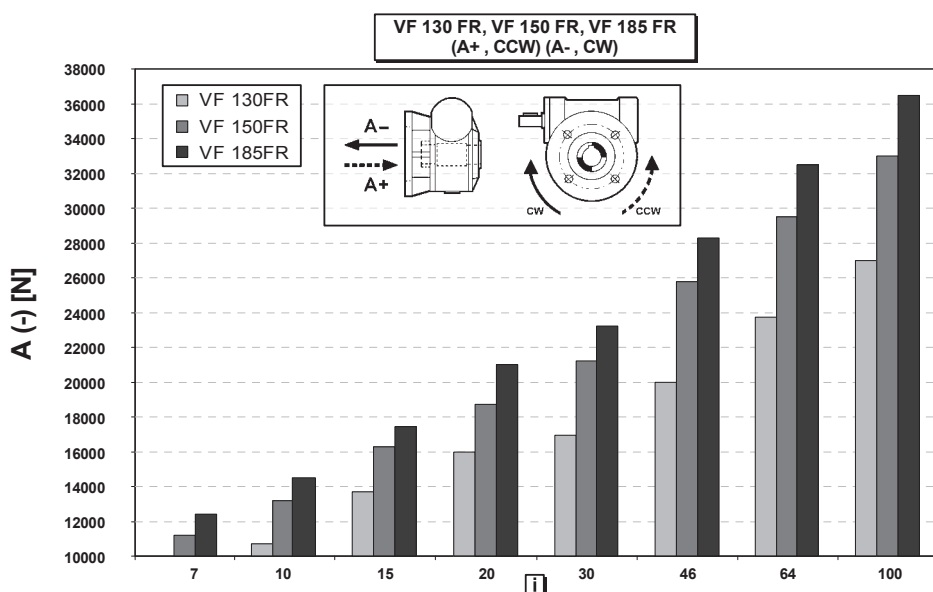 VF 130 FR, VF 150 FR, VF 185 FR
(A+ , CCW) (A- , CW)
VF 130FR
VF 150FR
VF 185FR
A–
A+
CW
CCW
A (-) [N]
38000
36000
34000
32000
30000
28000
26000
24000
22000
20000
18000
16000
14000
12000
10000
7 10 15 20 30 46 64 100
i